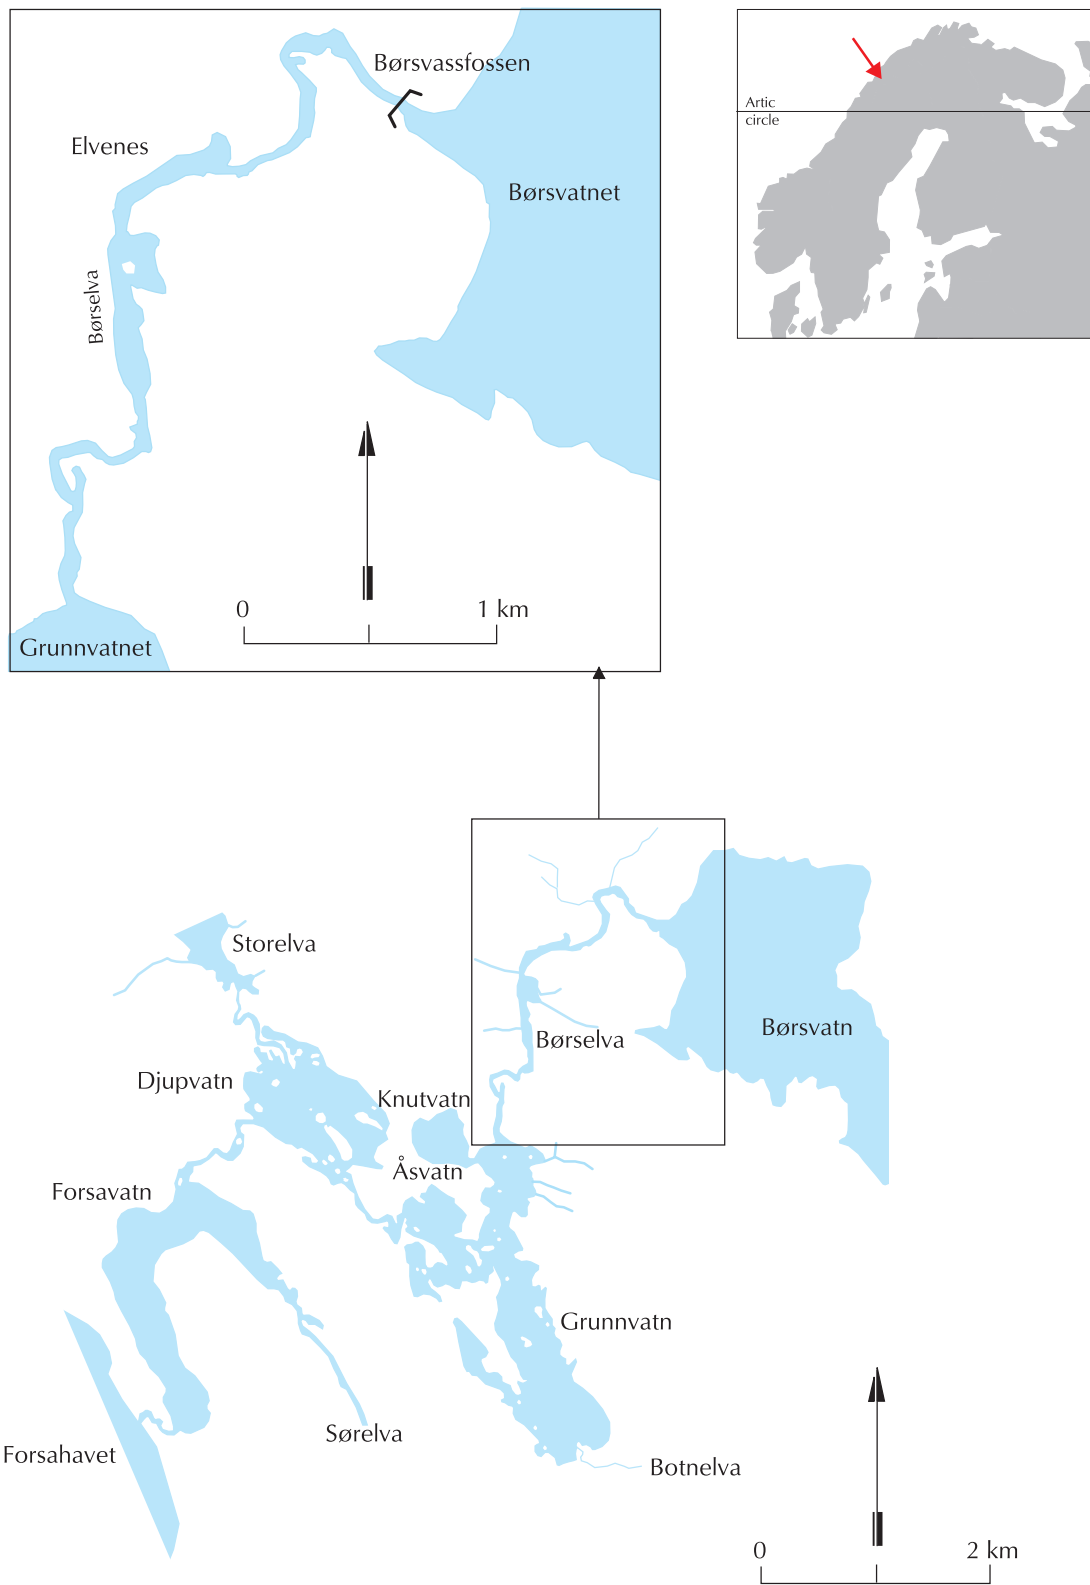 Børsvassfossen
Elvenes
Børsvatnet
Børselva
0
1 km
Grunnvatnet
Artic
circle
Storelva
Børsvatn
Børselva
Djupvatn
Knutvatn
Åsvatn
Forsavatn
Grunnvatn
Sørelva
Forsahavet
Botnelva
0
2 km